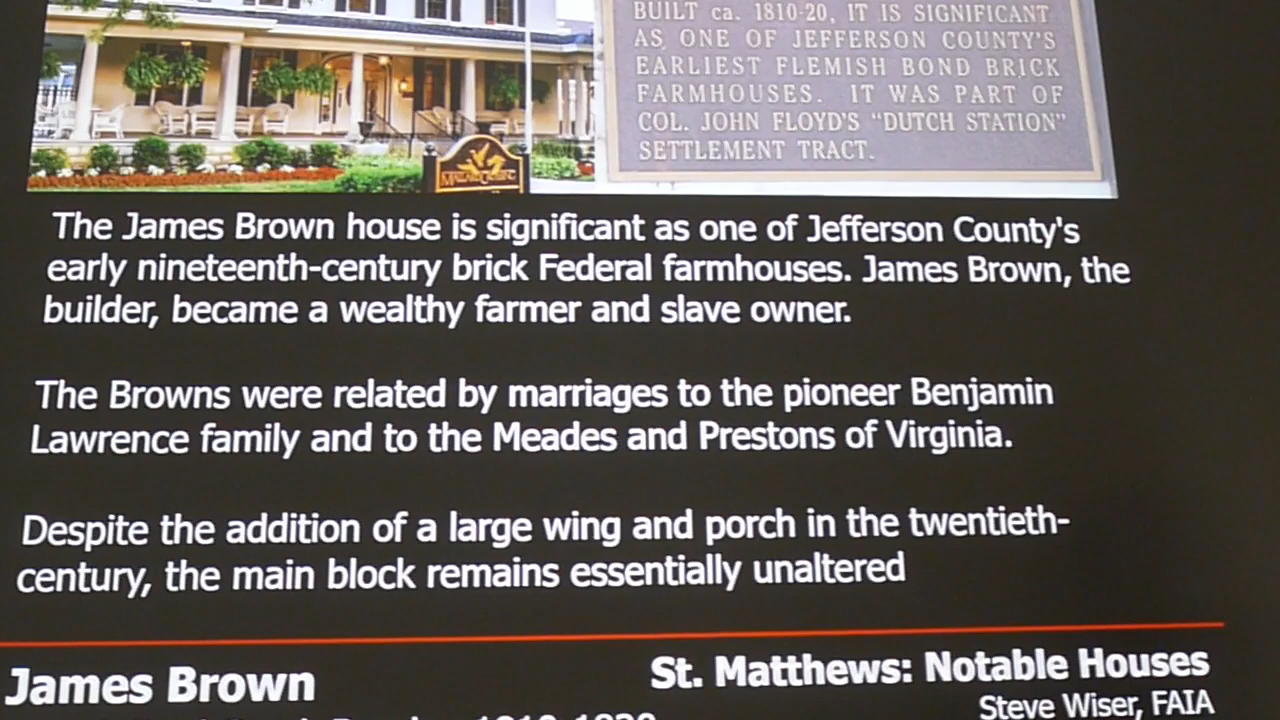 BUILT ca. 1810-20, IT IS SIGNIFICANT
AS ONE OF JEFFERSON COUNTY'S
EARLIEST FLEMISH BOND BRICK
FARMHOUSES. IT WAS PART OF
COL. JOHN FLOYD'S "DUTCH STATION"
SETTLEMENT TRACT.
The James Brown house is significant as one of Jefferson County's
early nineteenth-century brick Federal farmhouses. James Brown, the
builder, became a wealthy farmer and slave owner.
The Browns were related by marriages to the pioneer Benjamin
Lawrence family and to the Meades and Prestons of Virginia.
Despite the addition of a large wing and porch in the twentieth-
century, the main block remains essentially unaltered
James Brown
St. Matthews: Notable Houses
Steve Wiser, FAIA
1810-1820